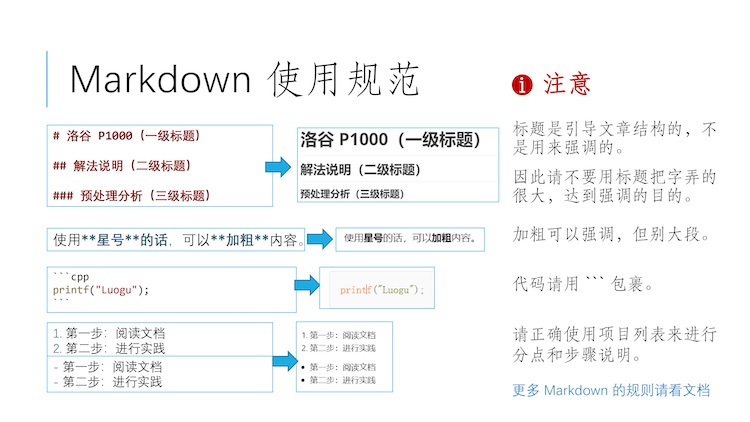 Markdown 使用规范
# 洛谷 P1000（一级标题）
## 解法说明（二级标题）
### 预处理分析（三级标题）
洛谷 P1000（一级标题）
解法说明（二级标题）
预处理分析（三级标题）
使用**星号**的话，可以**加粗**内容。
使用星号的话，可以加粗内容。
```cpp
printf("Luogu");
```
printf("Luogu");
1. 第一步：阅读文档
2. 第二步：进行实践
- 第一步：阅读文档
- 第二步：进行实践
1. 第一步：阅读文档
2. 第二步：进行实践
• 第一步：阅读文档
• 第二步：进行实践
i 注意
标题是引导文章结构的，不
是用来强调的。
因此请不要用标题把字弄的
很大，达到强调的目的。
加粗可以强调，但别大段。
代码请用 ``` 包裹。
请正确使用项目列表来进行
分点和步骤说明。
更多 Markdown 的规则请看文档